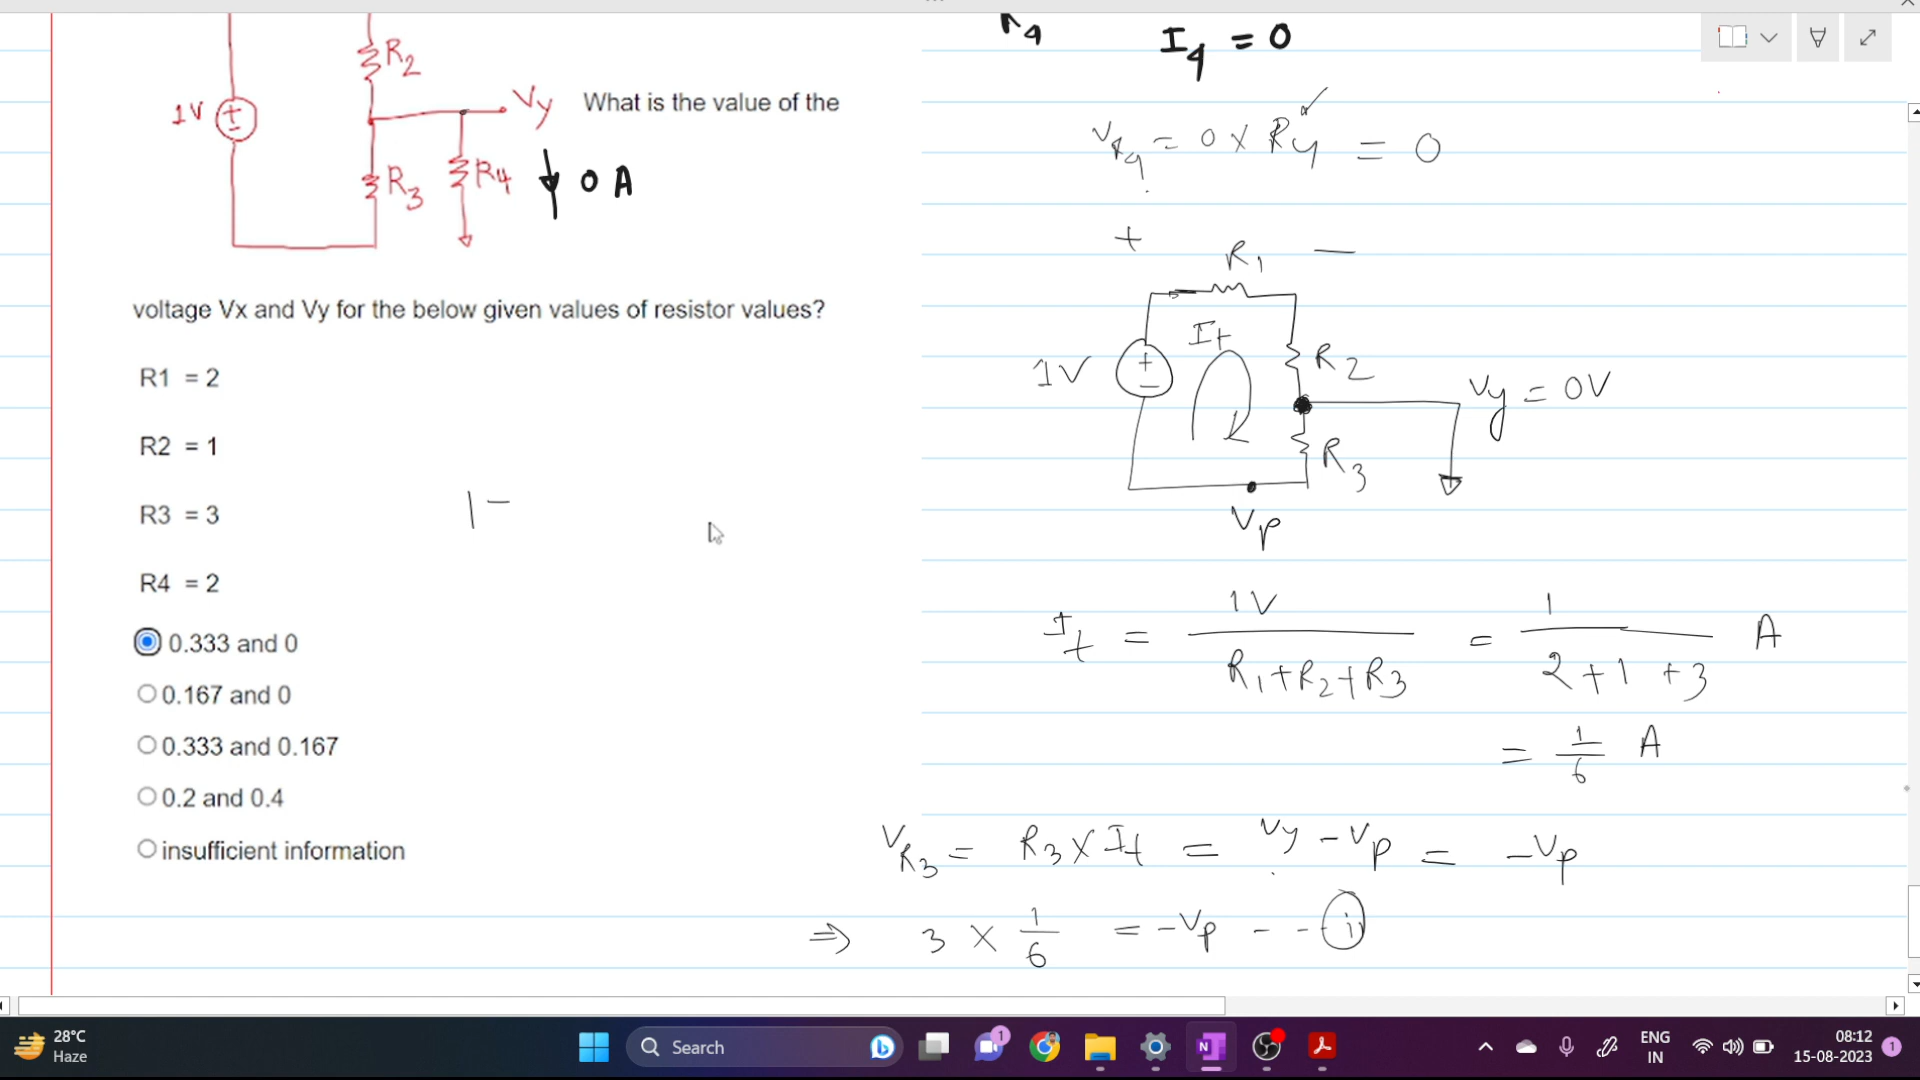 R2
1V
Vy
What is the value of the
R3
R4
0 A
voltage Vx and Vy for the below given values of resistor values?
R1 = 2
R2 = 1
R3 = 3
1 -
R4 = 2
0.333 and 0
0.167 and 0
0.333 and 0.167
0.2 and 0.4
insufficient information
R4
I4 = 0
VR4 = 0 X R4 = 0
+ R1 -
It
1V
R2
Vy = 0V
R3
Vp
It = 1V / R1+R2+R3 = 1 / 2+1+3 A
= 1/6 A
VR3 = R3 X It = Vy - Vp = -Vp
⇒ 3 X 1/6 = -Vp - - (i)
28°C
Haze
Search
1
ENG
IN
08:12
15-08-2023
1